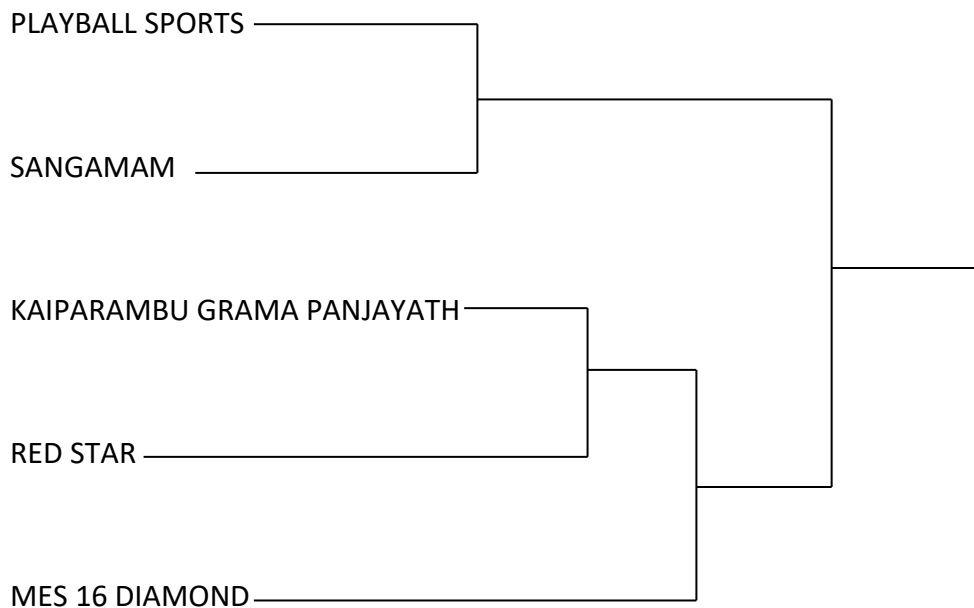 PLAYBALL SPORTS
SANGAMAM
KAIPARAMBU GRAMA PANJAYATH
RED STAR
MES 16 DIAMOND